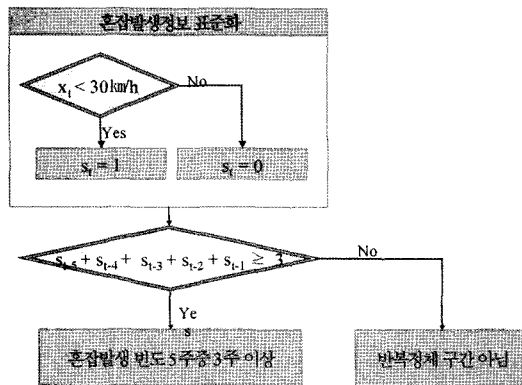 혼잡발생정보 표준화
xₜ < 30km/h
No
Yes
sₜ = 1
sₜ = 0
sₜ₋₅ + sₜ₋₄ + sₜ₋₃ + sₜ₋₂ + sₜ₋₁ ≥ 3
No
Ye
s
혼잡발생 빈도 5주중 3주 이상
반복정체 구간 아님